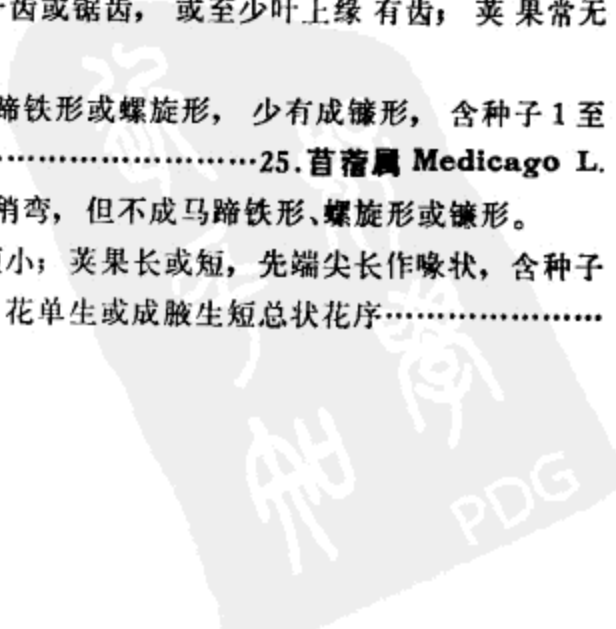 齿或锯齿， 或至少叶上缘 有齿； 荚 果常无
蹄铁形或螺旋形， 少有成镰形， 含种子 1 至
························25.苜蓿属 Medicago L.
稍弯，但不成马蹄铁形、螺旋形或镰形。
小；荚果长或短，先端尖长作喙状，含种子
花单生或成腋生短总状花序····················
PDG